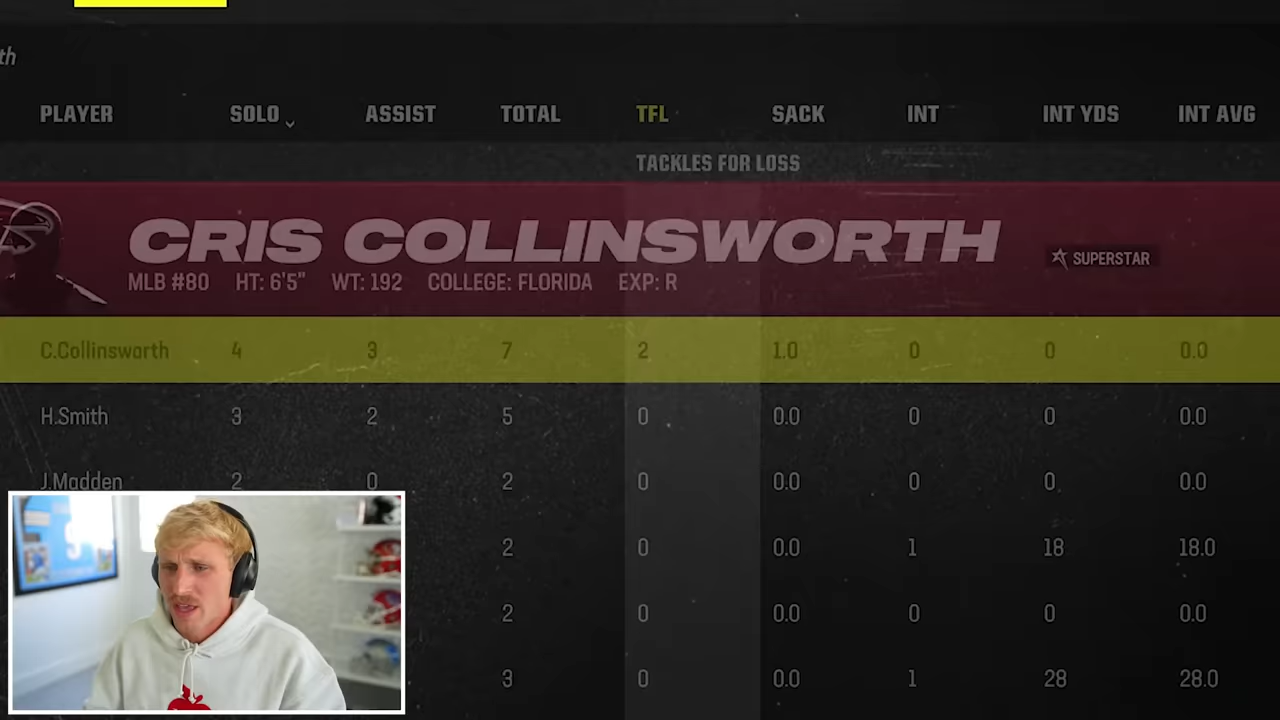 th
PLAYER SOLO ASSIST TOTAL TFL SACK INT INT YDS INT AVG
TACKLES FOR LOSS
CRIS COLLINSWORTH
SUPERSTAR
MLB #80 HT: 6'5" WT: 192 COLLEGE: FLORIDA EXP: R
C.Collinsworth 4 3 7 2 1.0 0 0 0.0
H.Smith 3 2 5 0 0.0 0 0 0.0
J.Madden 2 0 2 0 0.0 0 0 0.0
2 0 0.0 1 18 18.0
2 0 0.0 0 0 0.0
3 0 0.0 1 28 28.0